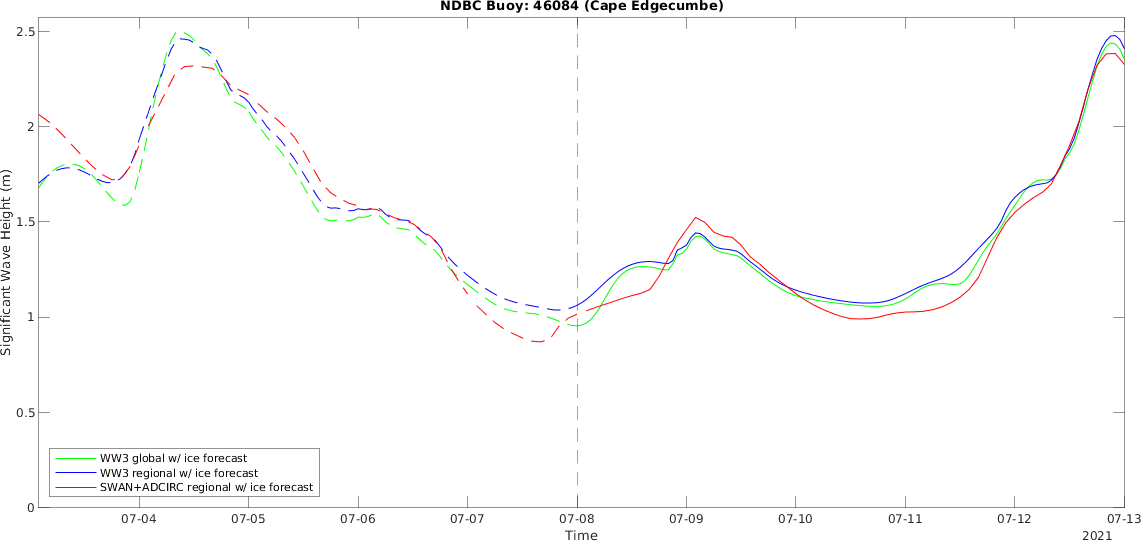 NDBC Buoy: 46084 (Cape Edgecumbe)
Significant Wave Height (m)
2.5
2
1.5
1
0.5
0
WW3 global w/ ice forecast
WW3 regional w/ ice forecast
SWAN+ADCIRC regional w/ ice forecast
07-04 07-05 07-06 07-07 07-08 07-09 07-10 07-11 07-12 07-13
Time
2021